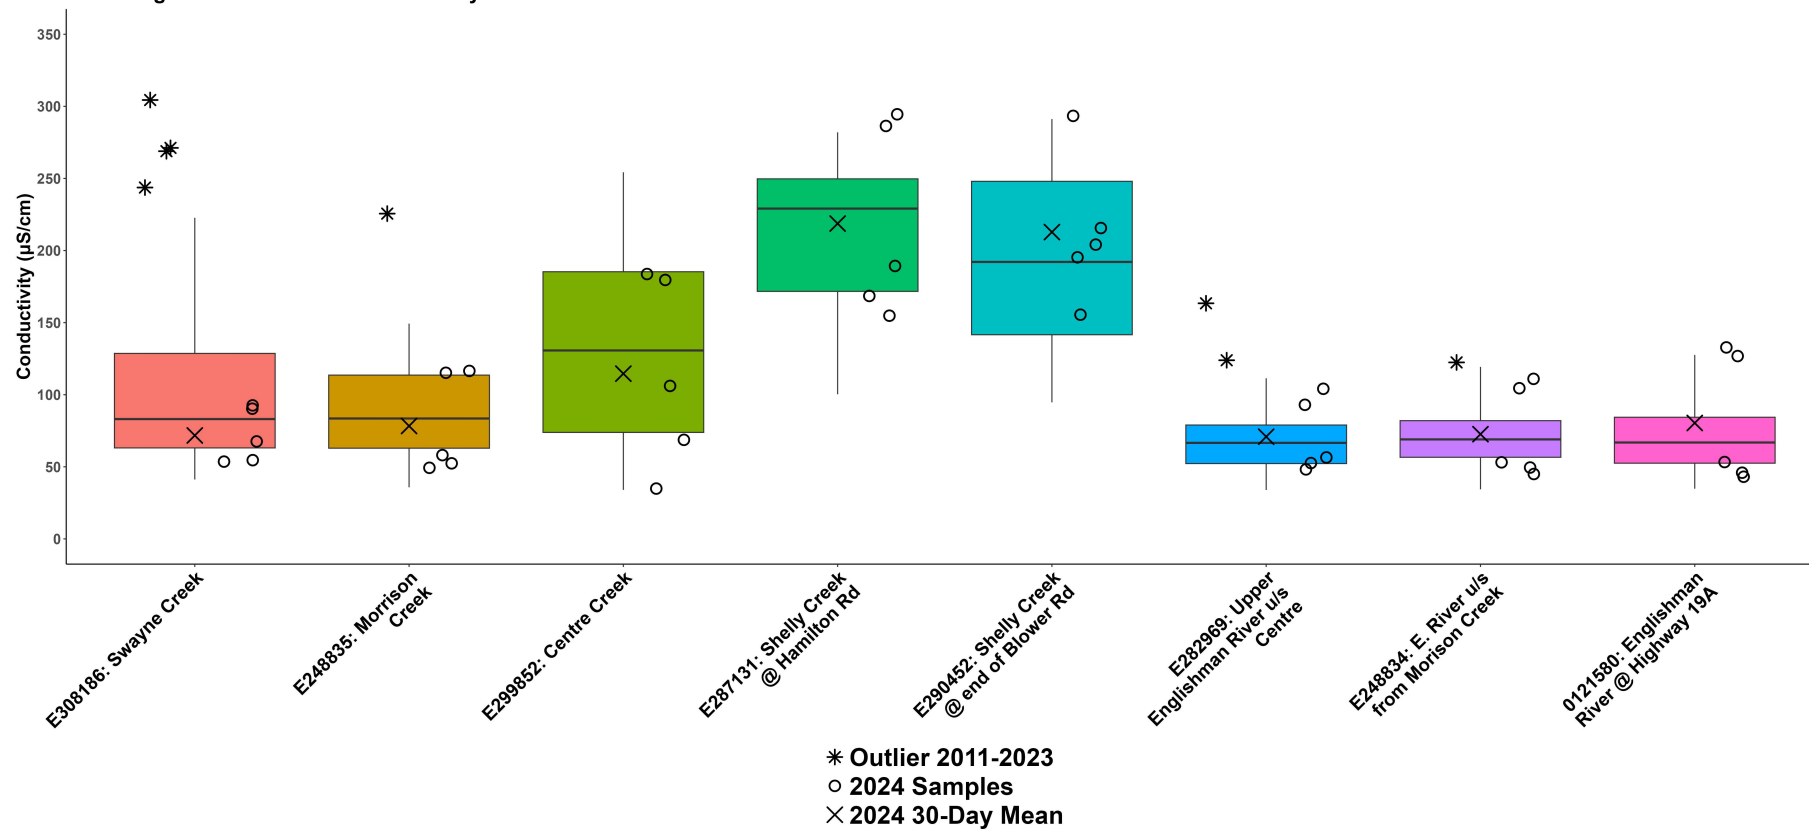 350
300
250
200
150
100
50
0
Conductivity (µS/cm)
E308186: Swayne Creek
E248835: Morrison
Creek
E299852: Centre Creek
E287131: Shelly Creek
@ Hamilton Rd
E290452: Shelly Creek
@ end of Blower Rd
E282969: Upper
Englishman River u/s
Centre
E248834: E. River u/s
from Morison Creek
0121580: Englishman
River @ Highway 19A
Outlier 2011-2023
2024 Samples
2024 30-Day Mean